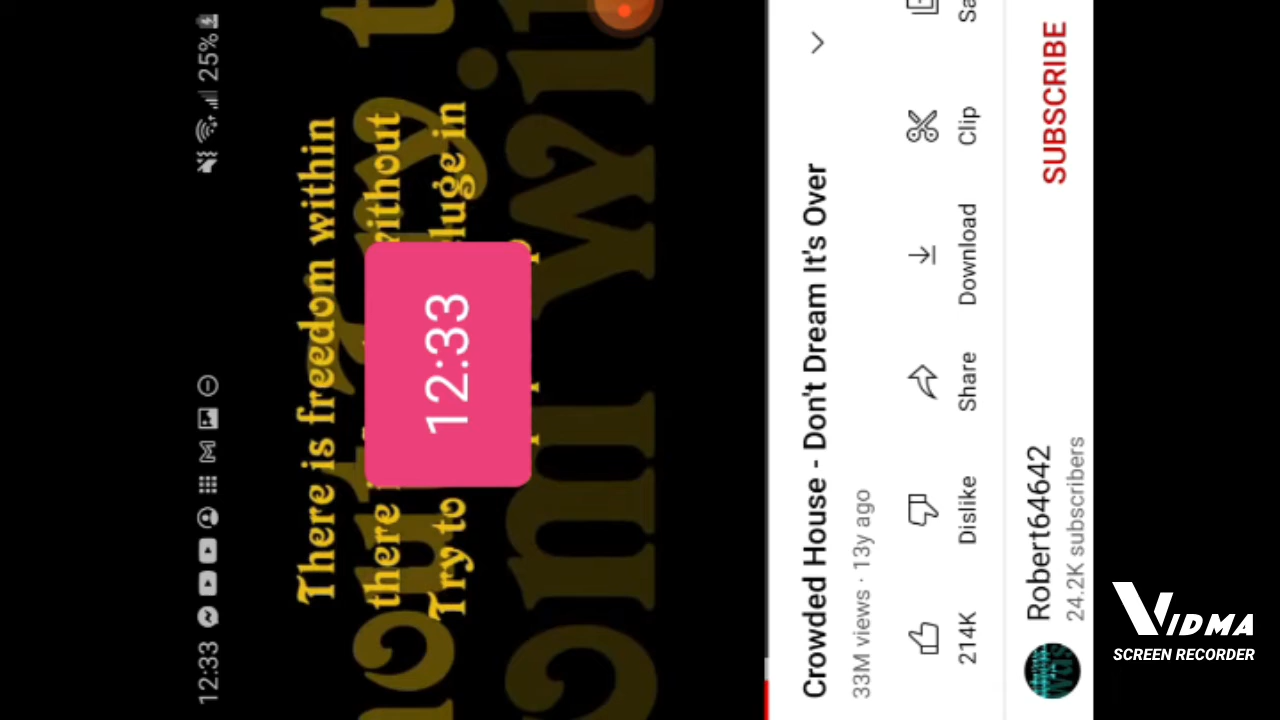 12:33
25%
There is freedom within
there
without
Try to
luge in
12:33
Crowded House - Don't Dream It's Over
33M views · 13y ago
214K
Dislike
Share
Download
Clip
Sa
Robert64642
24.2K subscribers
SUBSCRIBE
VIDMA
SCREEN RECORDER